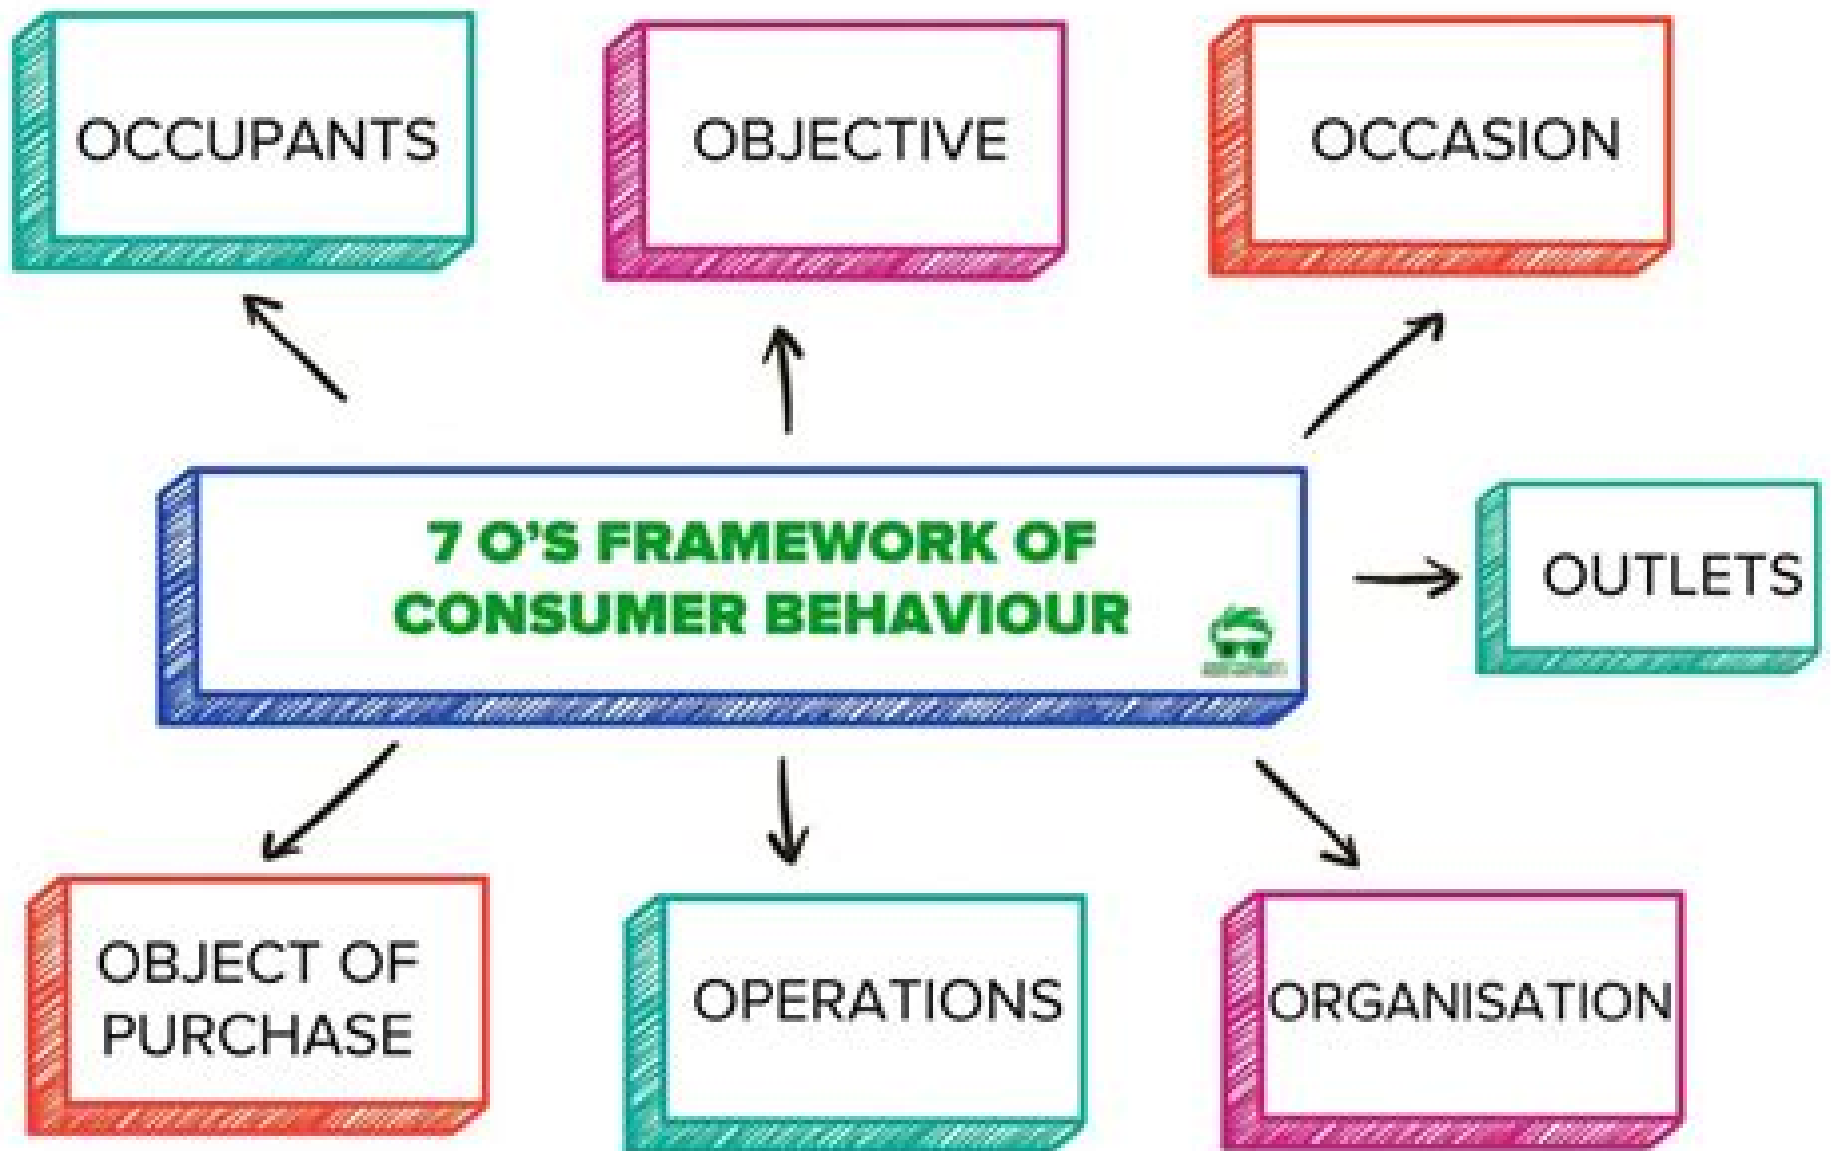 OCCUPANTS
OBJECTIVE
OCCASION
7 O'S FRAMEWORK OF
CONSUMER BEHAVIOUR
OUTLETS
OBJECT OF
PURCHASE
OPERATIONS
ORGANISATION